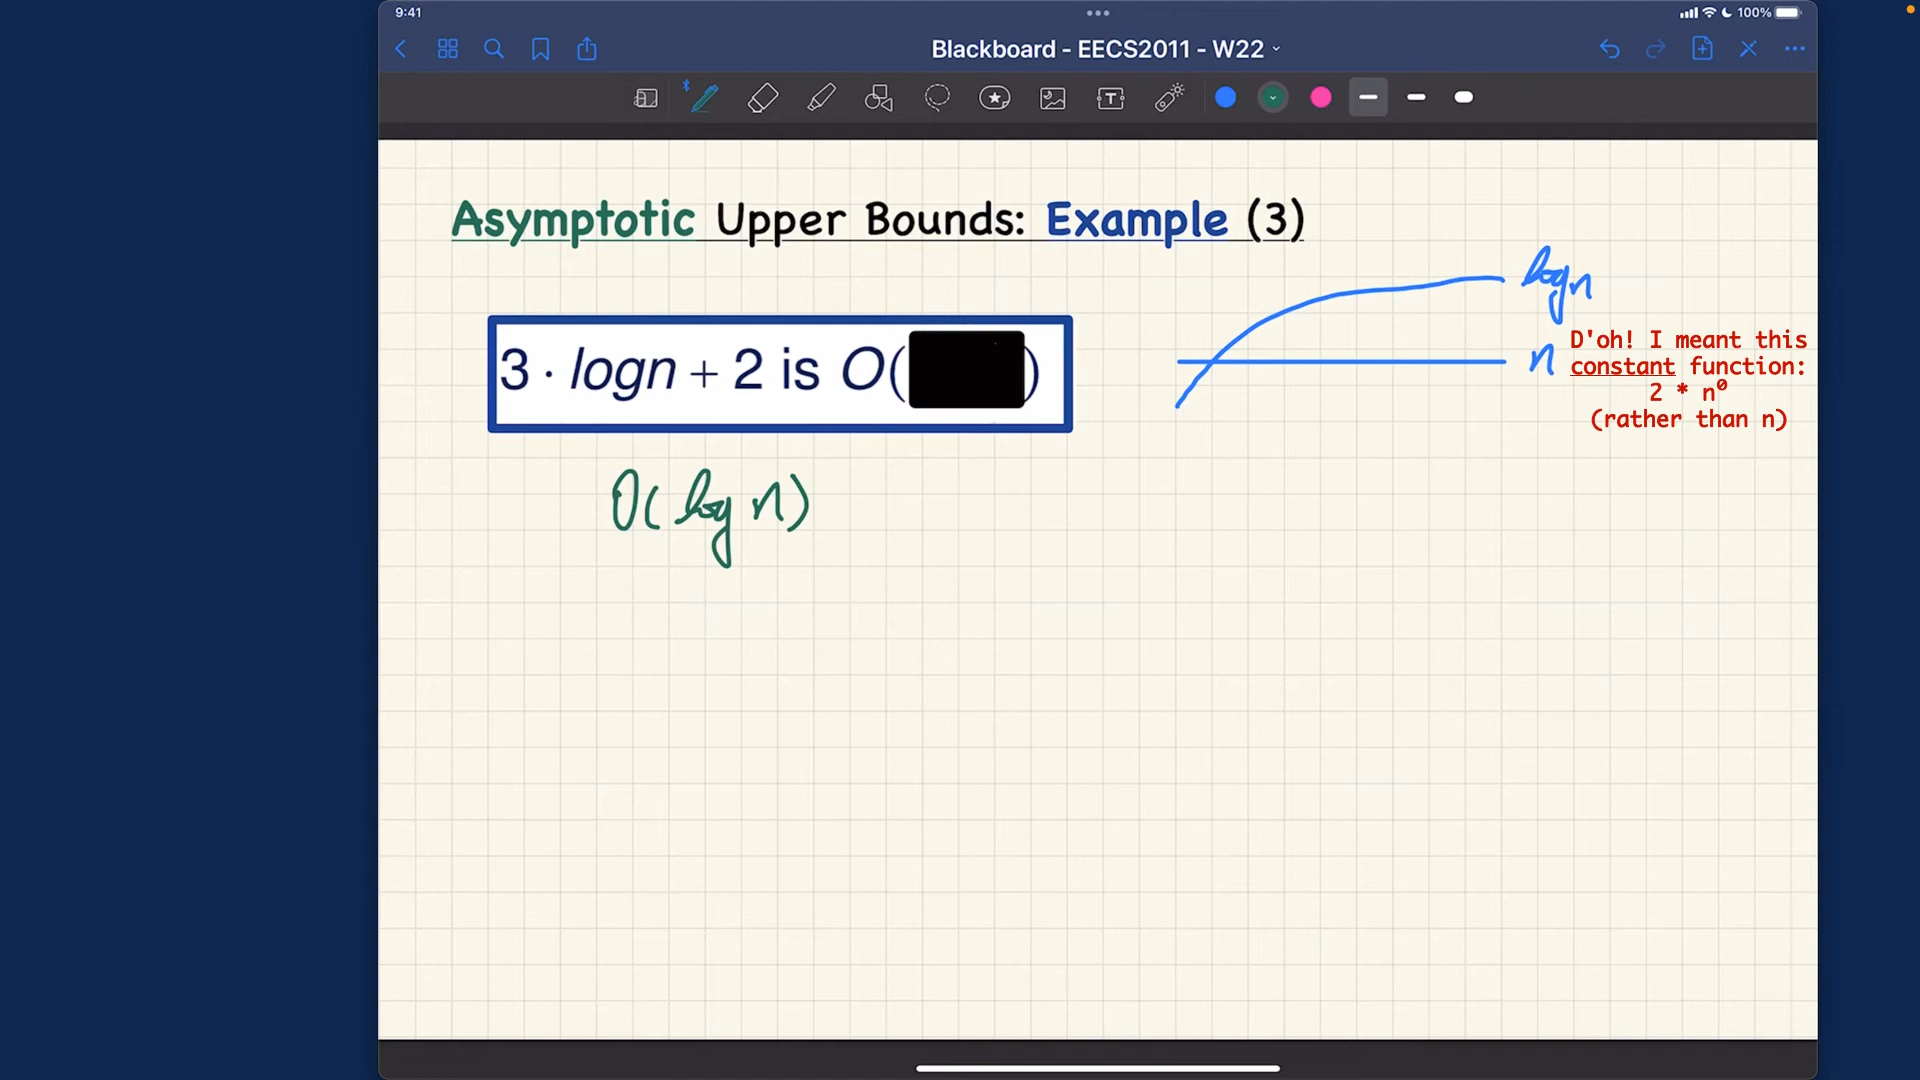 9:41
100%
Blackboard - EECS2011 - W22
Asymptotic Upper Bounds: Example (3)
log n
3 · logn + 2 is O( )
n
D'oh! I meant this
constant function:
2 * n⁰
(rather than n)
O( log n)